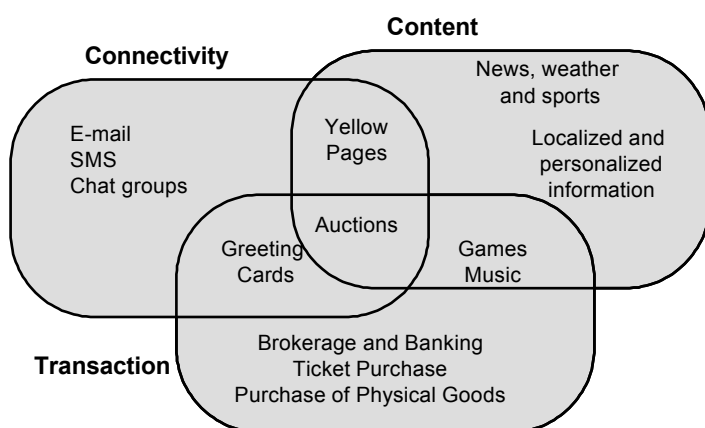 Content
Connectivity
News, weather
and sports
E-mail
SMS
Chat groups
Yellow
Pages
Localized and
personalized
information
Auctions
Greeting
Cards
Games
Music
Transaction
Brokerage and Banking
Ticket Purchase
Purchase of Physical Goods